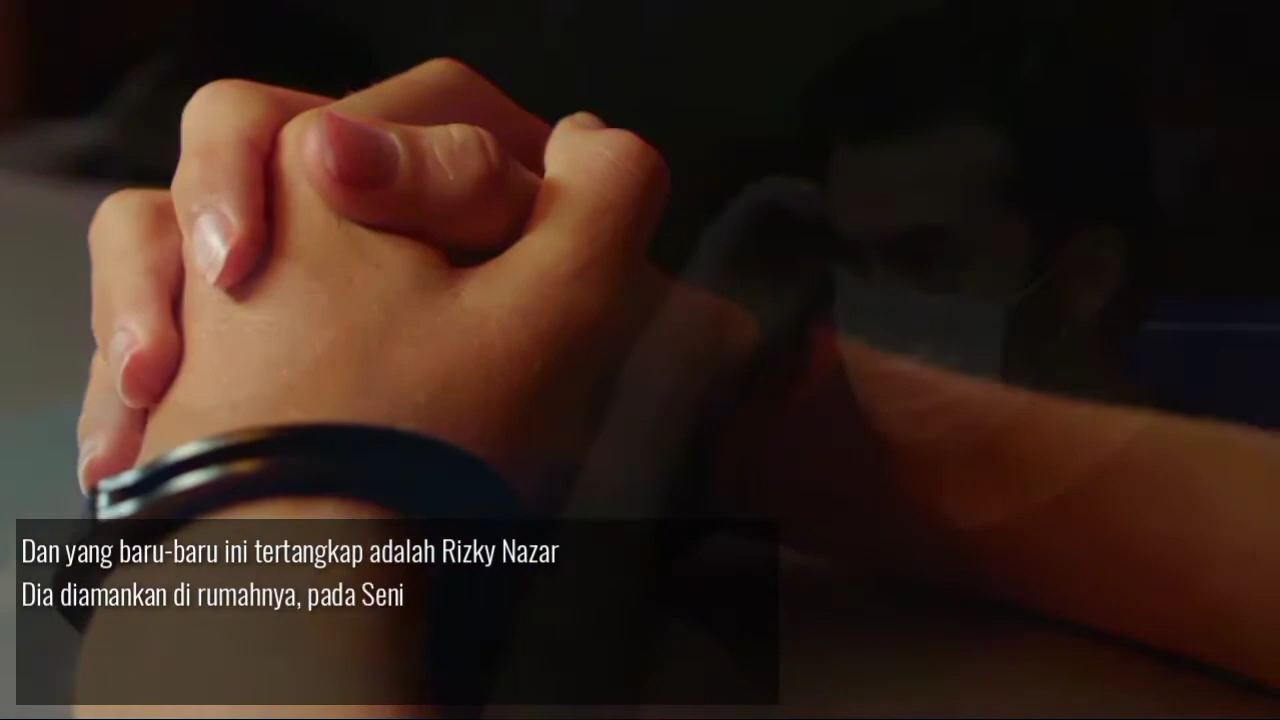 Dan yang baru-baru ini tertangkap adalah Rizky Nazar
Dia diamankan di rumahnya, pada Seni